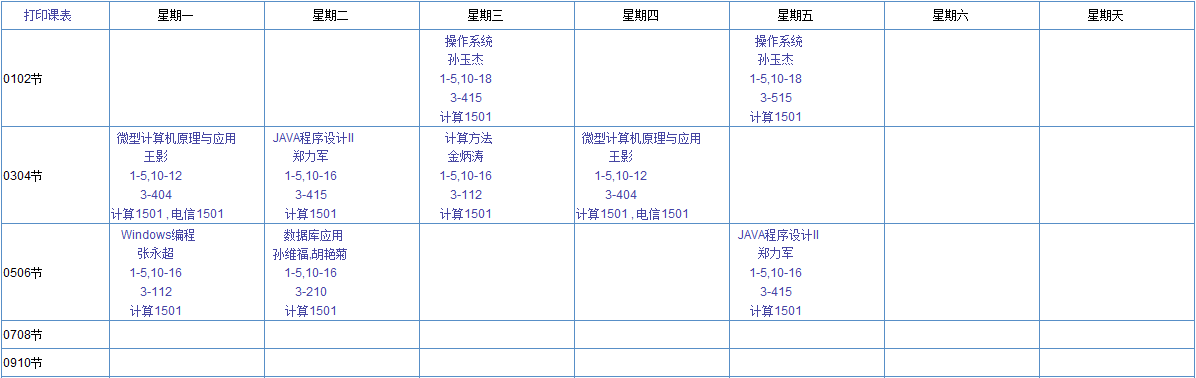 打印课表 星期一 星期二 星期三 星期四 星期五 星期六 星期天
0102节
操作系统
孙玉杰
1-5,10-18
3-415
计算1501
操作系统
孙玉杰
1-5,10-18
3-515
计算1501
0304节
微型计算机原理与应用
王影
1-5,10-12
3-404
计算1501 , 电信1501
JAVA程序设计II
郑力军
1-5,10-16
3-415
计算1501
计算方法
金炳涛
1-5,10-16
3-112
计算1501
微型计算机原理与应用
王影
1-5,10-12
3-404
计算1501 , 电信1501
0506节
Windows编程
张永超
1-5,10-16
3-112
计算1501
数据库应用
孙维福,胡艳菊
1-5,10-16
3-210
计算1501
JAVA程序设计II
郑力军
1-5,10-16
3-415
计算1501
0708节
0910节